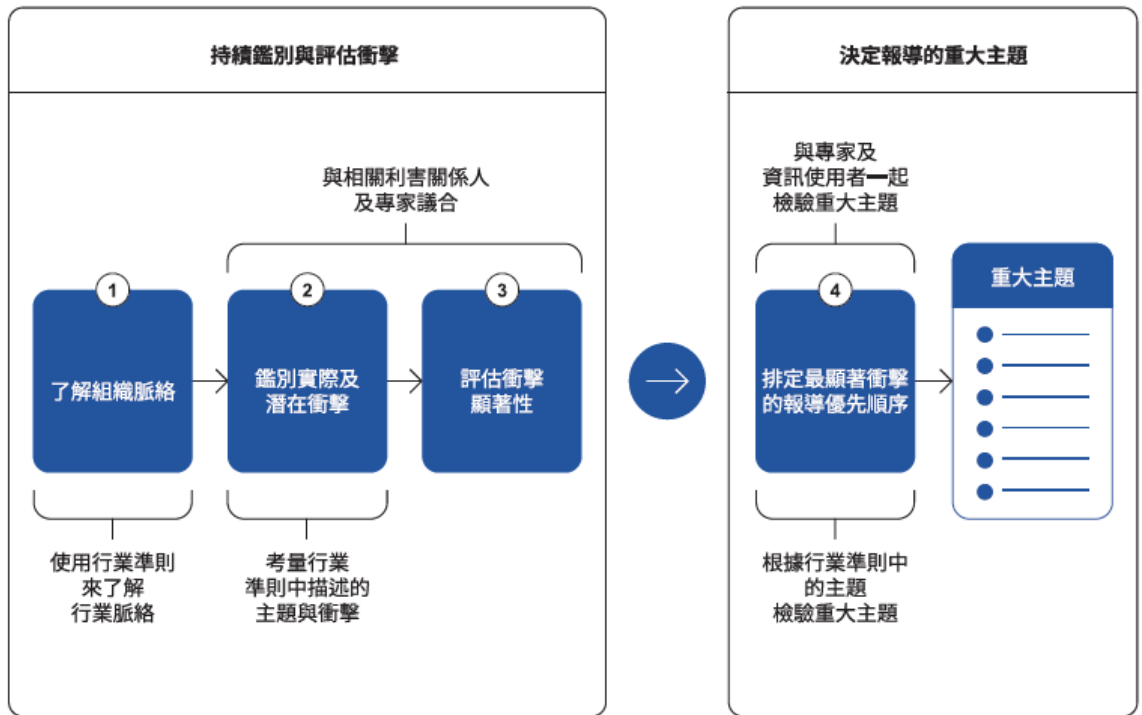 持續鑑別與評估衝擊
與相關利害關係人
及專家議合
1
了解組織脈絡
2
鑑別實際及
潛在衝擊
3
評估衝擊
顯著性
使用行業準則
來了解
行業脈絡
考量行業
準則中描述的
主題與衝擊
決定報導的重大主題
與專家及
資訊使用者一起
檢驗重大主題
4
排定最顯著衝擊
的報導優先順序
根據行業準則中
的主題
檢驗重大主題
重大主題